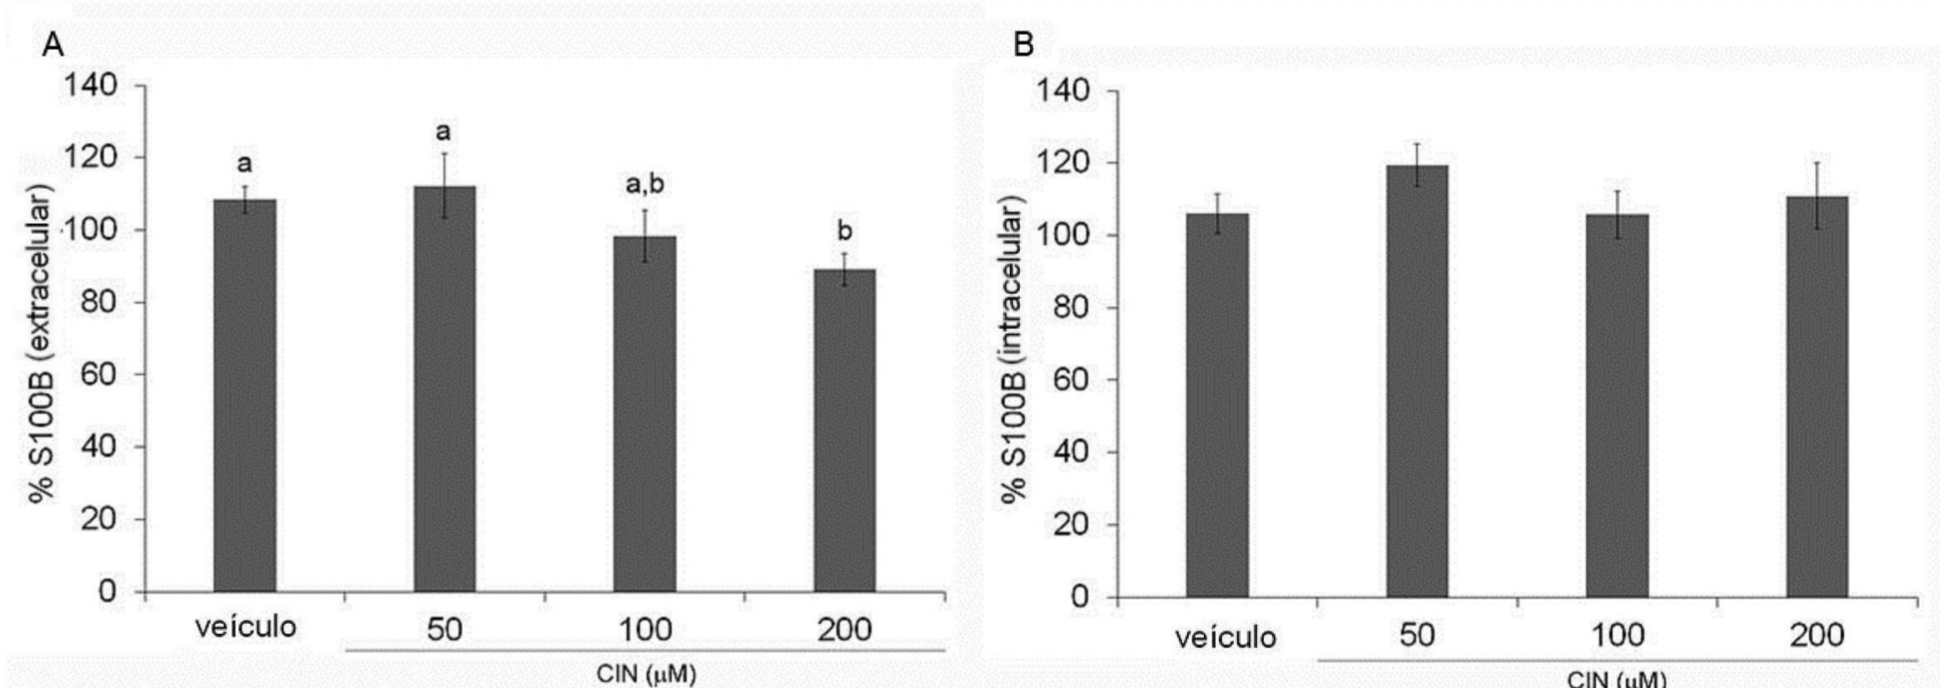 A
% S100B (extracelular)
140
120
100
80
60
40
20
0
a
a
a,b
b
veículo 50 100 200
CIN (μM)
B
% S100B (intracelular)
140
120
100
80
60
40
20
0
veículo 50 100 200
CIN (μM)